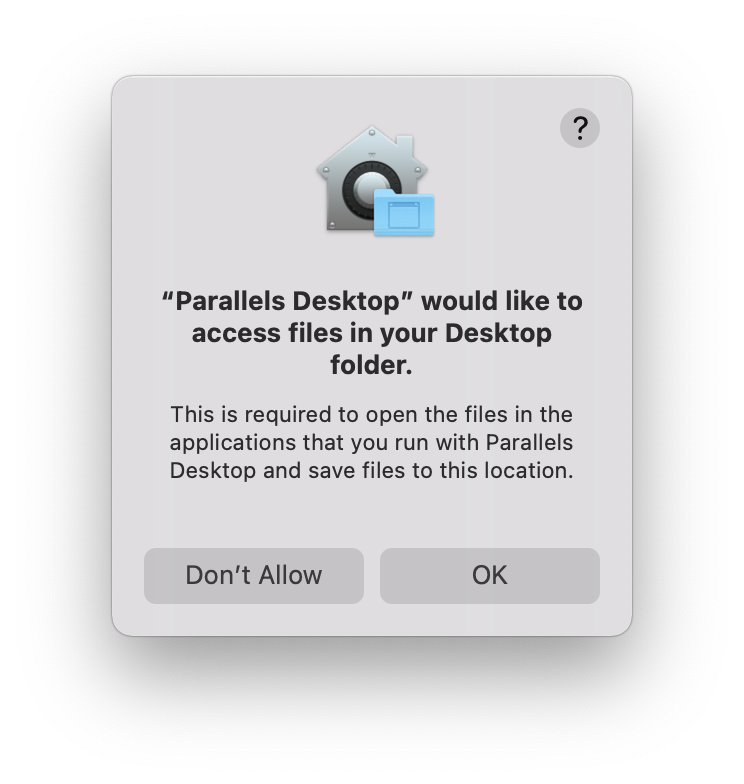 ?
“Parallels Desktop” would like to
access files in your Desktop
folder.
This is required to open the files in the
applications that you run with Parallels
Desktop and save files to this location.
Don’t Allow
OK